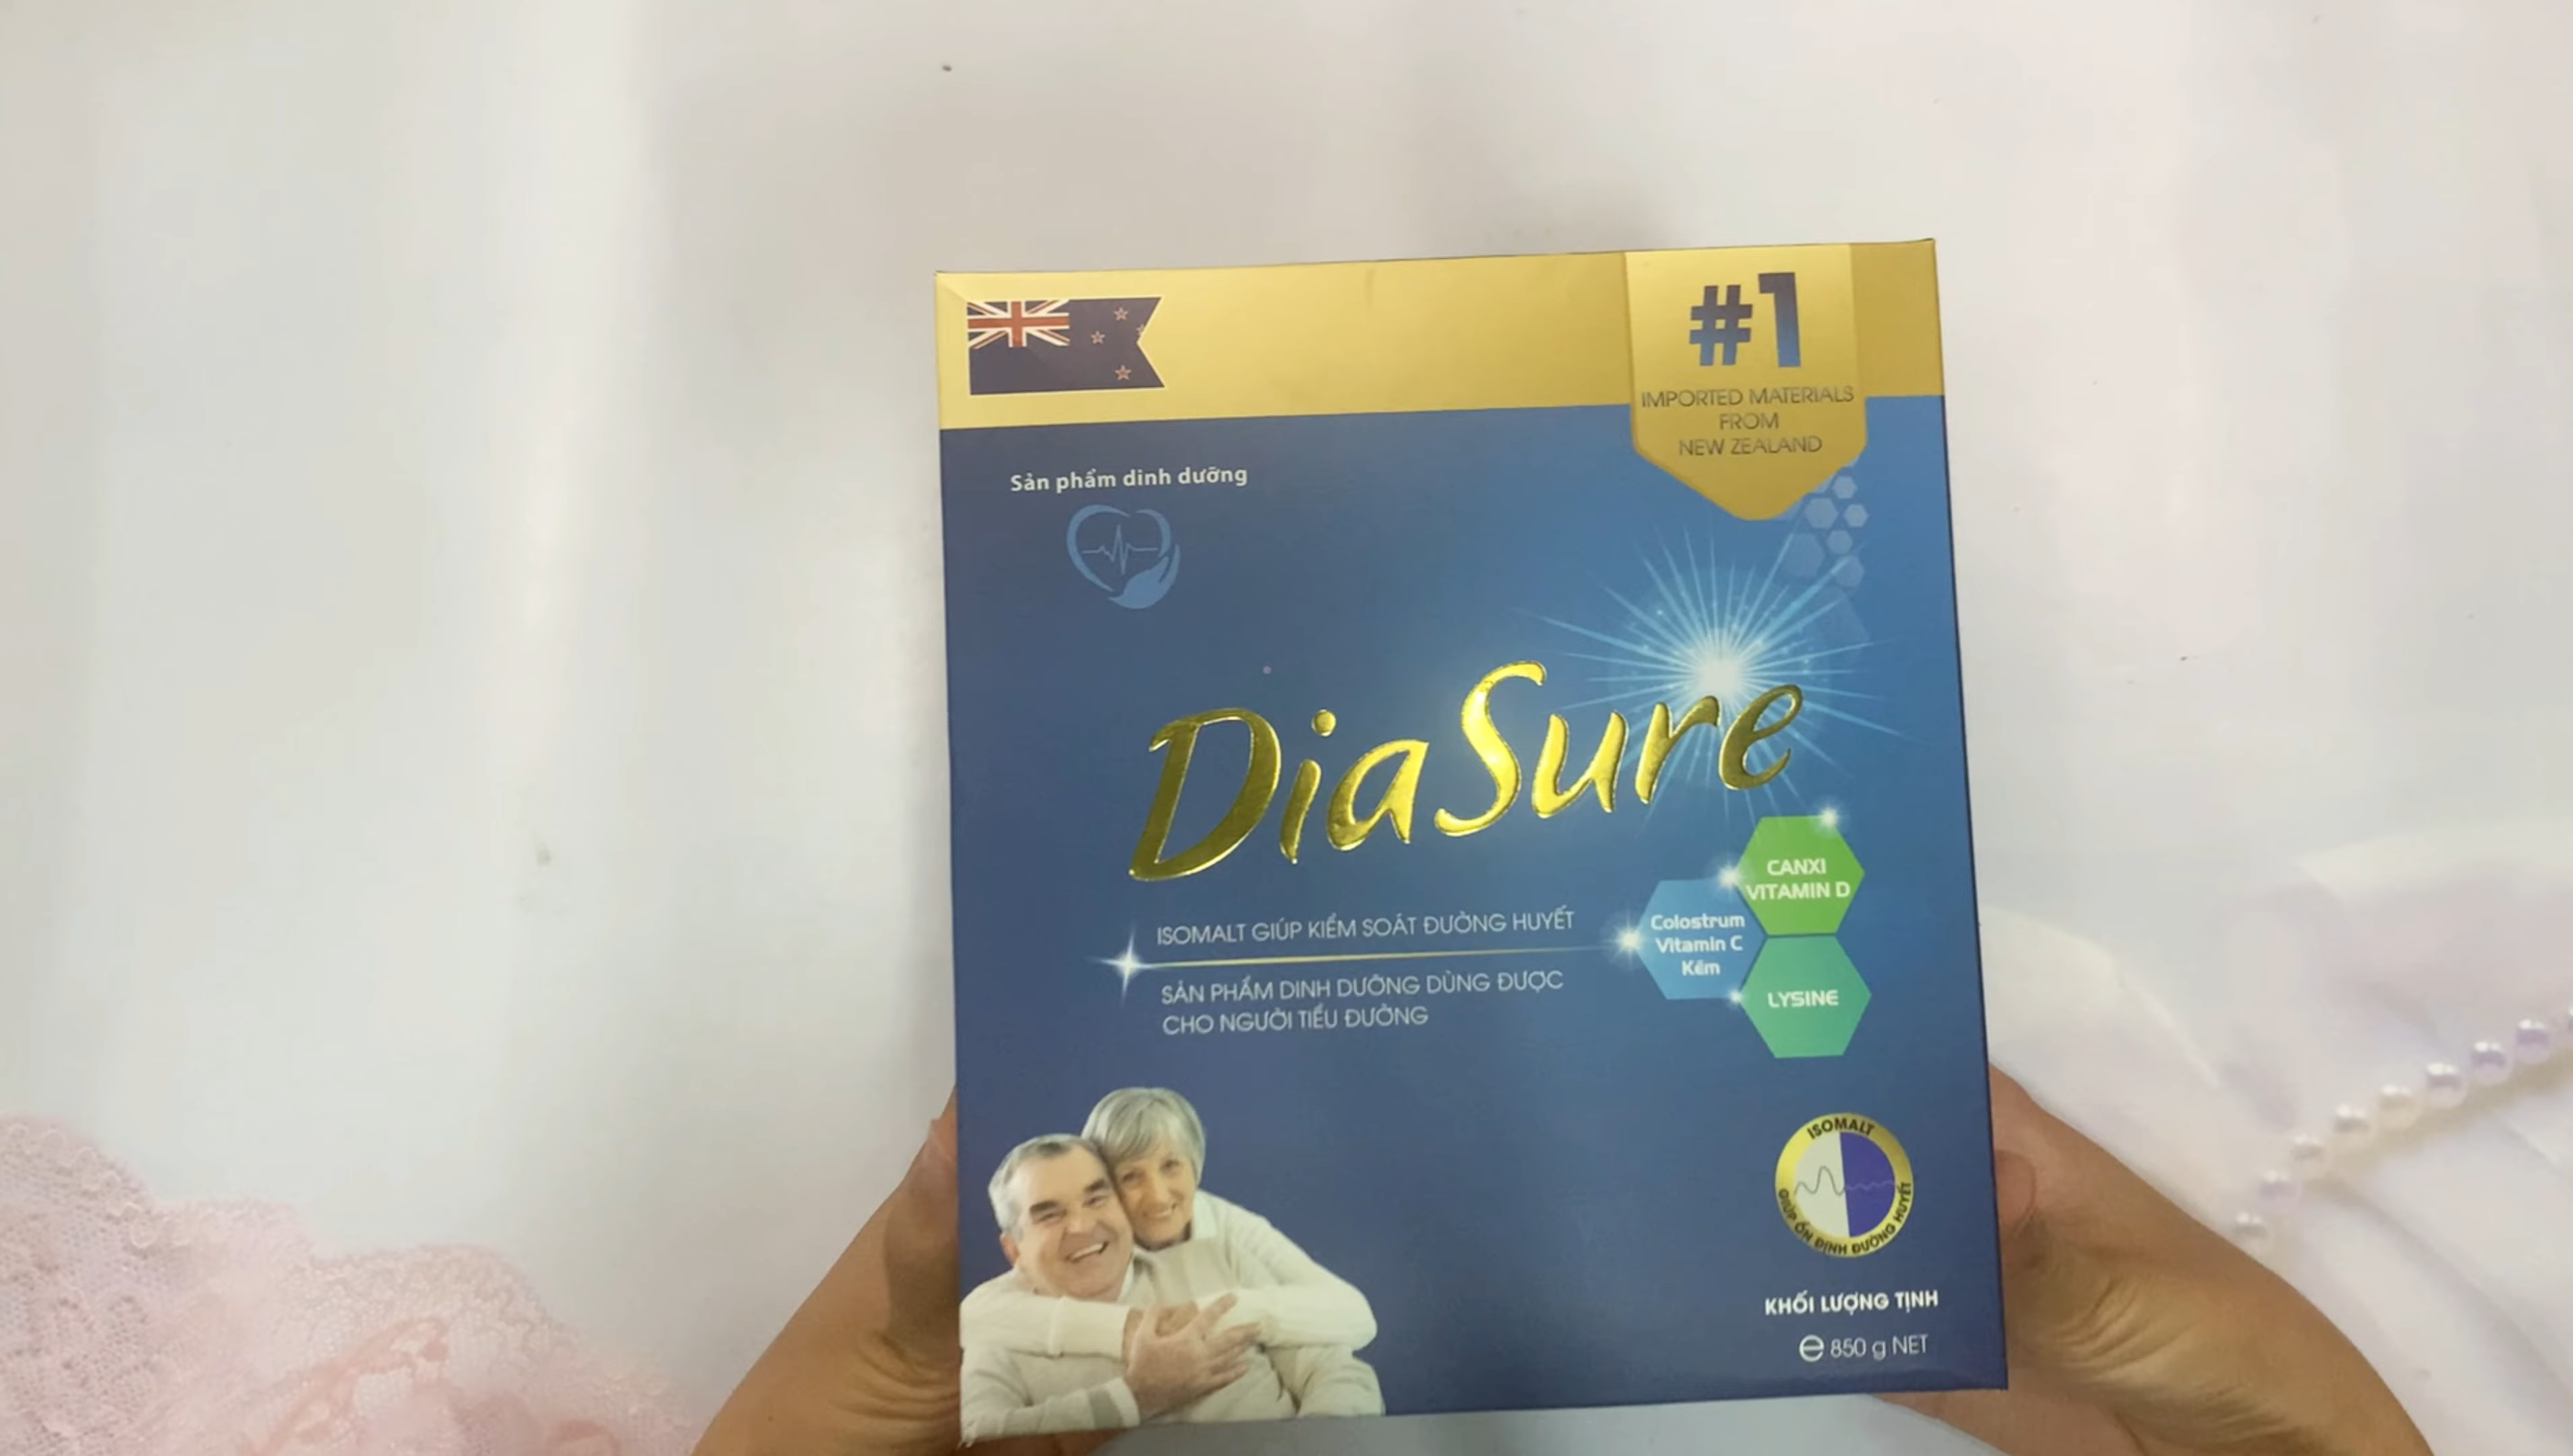 #1
IMPORTED MATERIALS
FROM
NEW ZEALAND
Sản phẩm dinh dưỡng
DiaSure
ISOMALT GIÚP KIỂM SOÁT ĐƯỜNG HUYẾT
SẢN PHẨM DINH DƯỠNG DÙNG ĐƯỢC
CHO NGƯỜI TIỂU ĐƯỜNG
CANXI
VITAMIN D
Colostrum
Vitamin C
Kẽm
LYSINE
ISOMALT
GIÚP ỔN ĐỊNH ĐƯỜNG HUYẾT
KHỐI LƯỢNG TỊNH
℮ 850 g NET